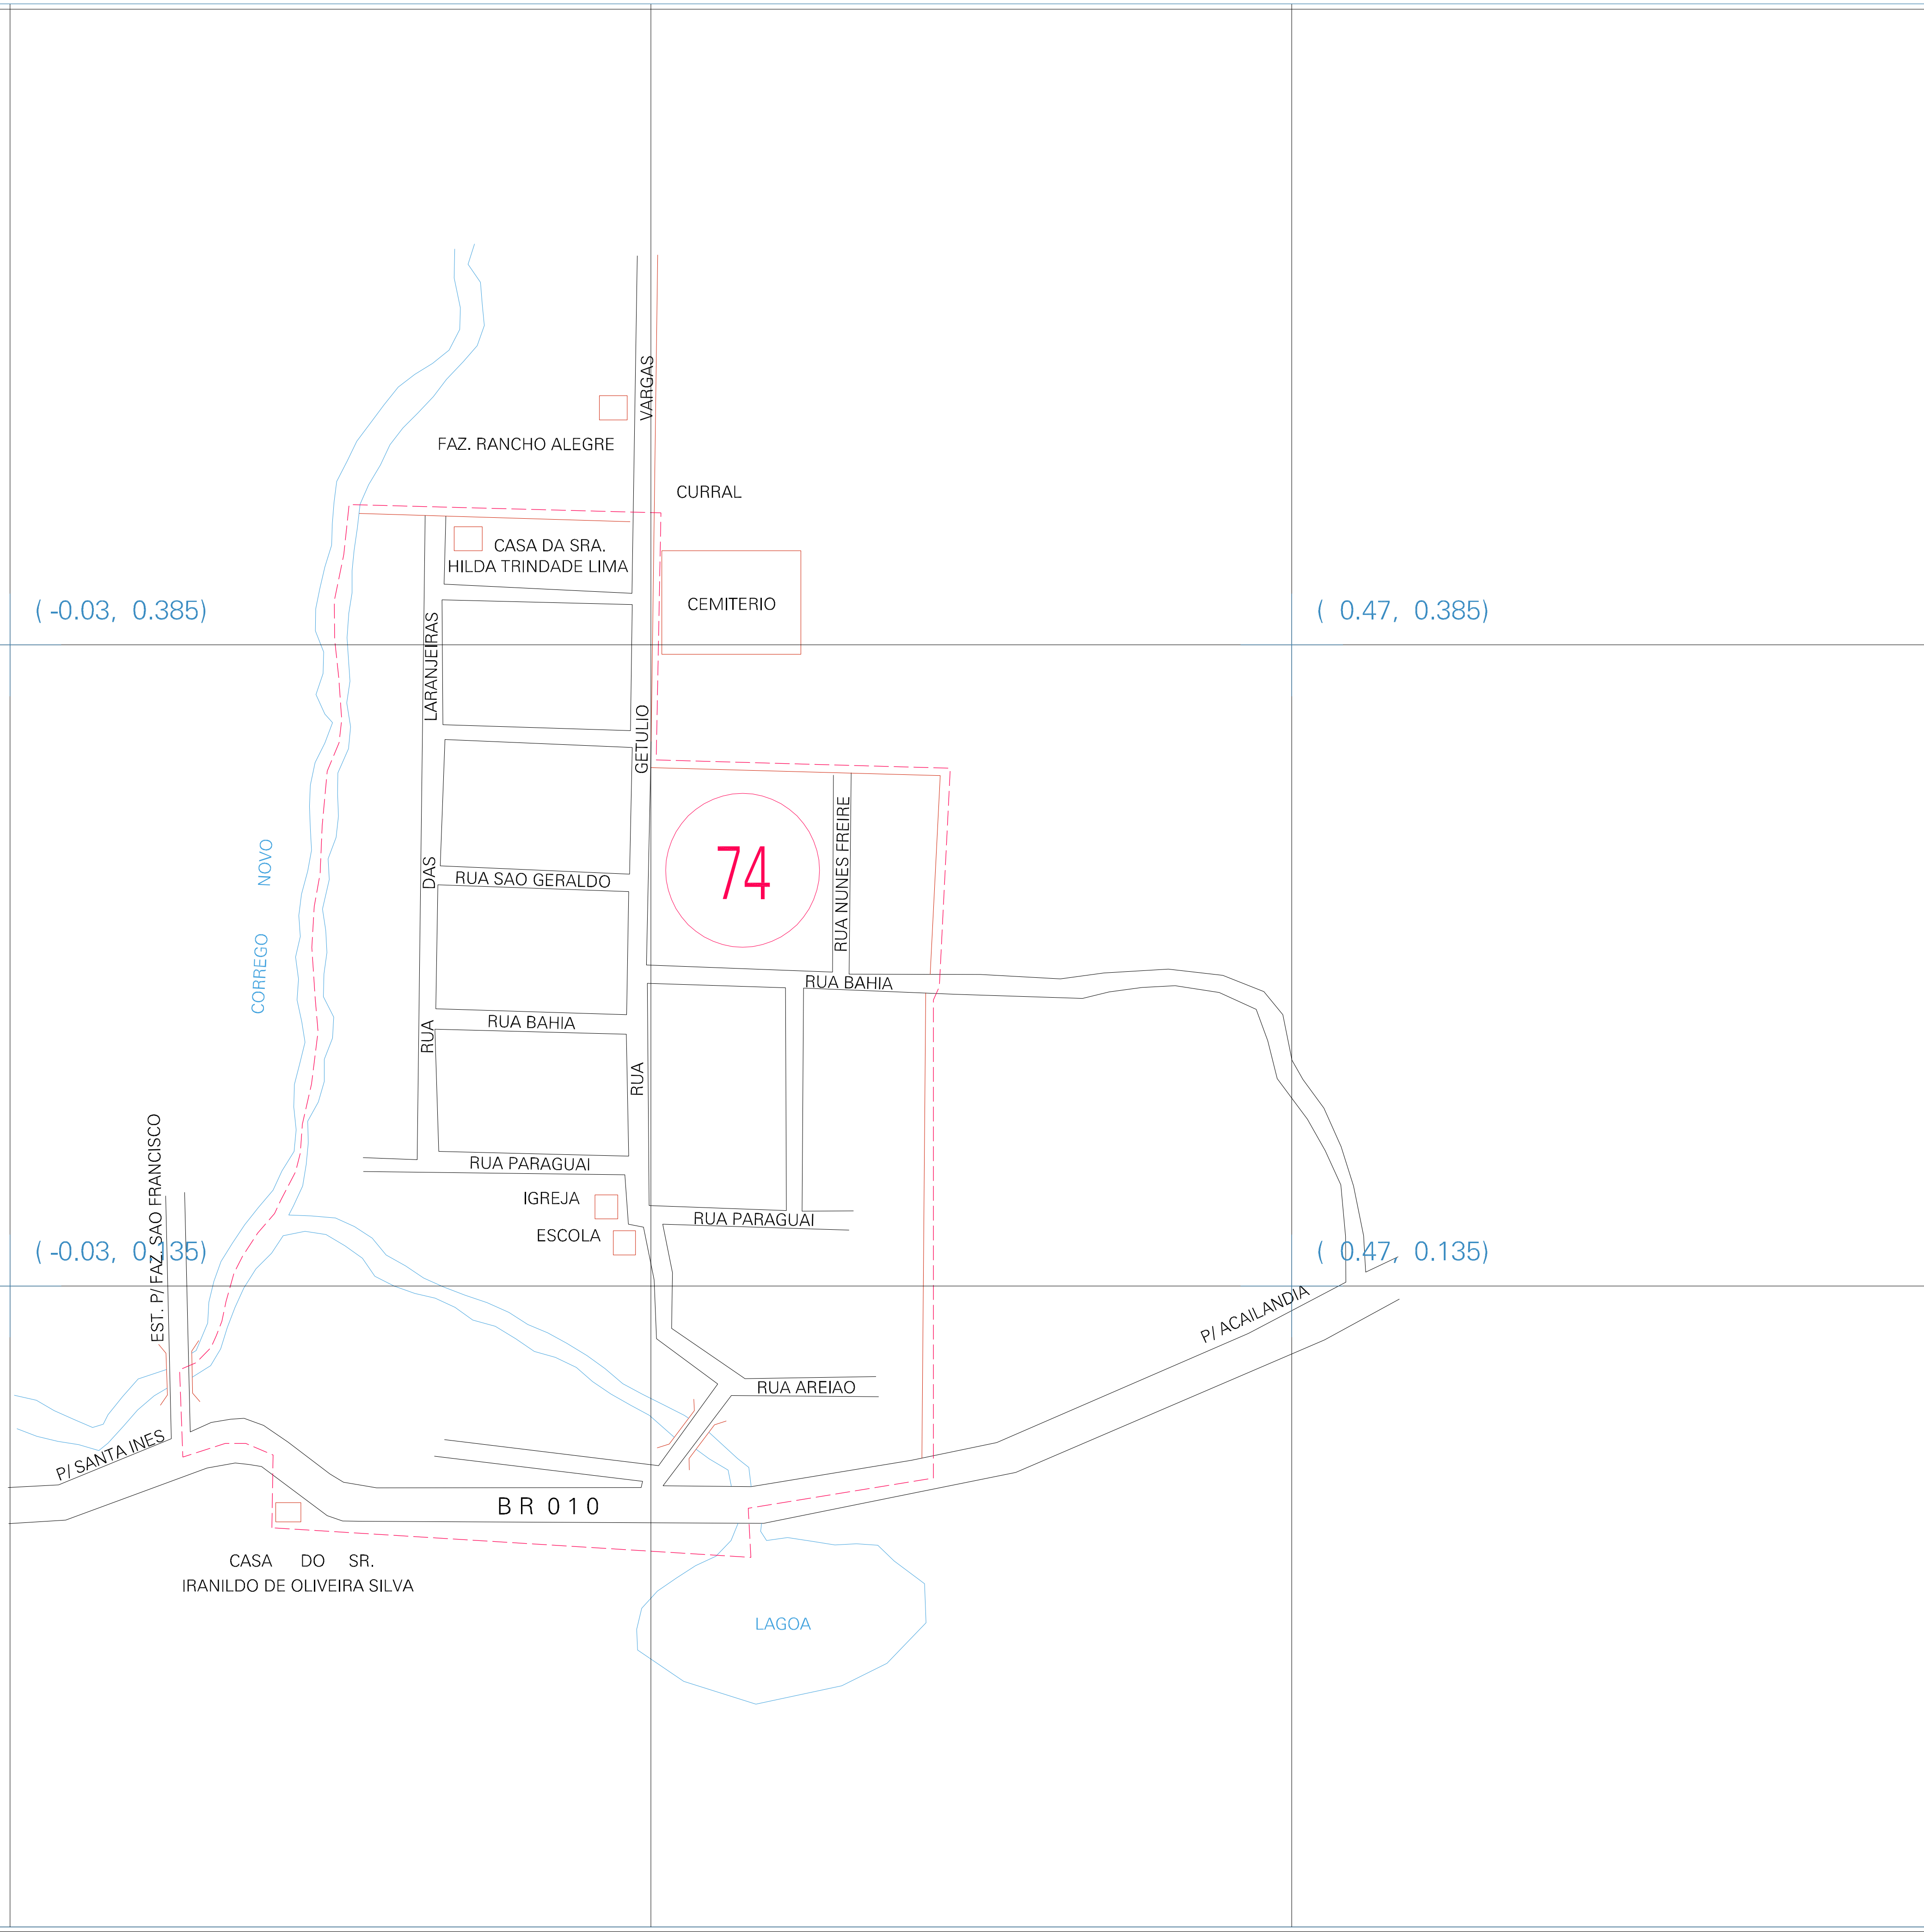 VARGAS
FAZ. RANCHO ALEGRE
CURRAL
CASA DA SRA.
HILDA TRINDADE LIMA
CEMITERIO
( -0.03, 0.385)
( 0.47, 0.385)
LARANJEIRAS
GETULIO
74
RUA NUNES FREIRE
NOVO
DAS
RUA SAO GERALDO
CORREGO
RUA BAHIA
RUA BAHIA
RUA
RUA
RUA PARAGUAI
IGREJA
RUA PARAGUAI
ESCOLA
EST. P/ FAZ. SAO FRANCISCO
( -0.03, 0.135)
( 0.47, 0.135)
P/ ACAILANDIA
RUA AREIAO
P/ SANTA INES
BR 010
CASA DO SR.
IRANILDO DE OLIVEIRA SILVA
LAGOA